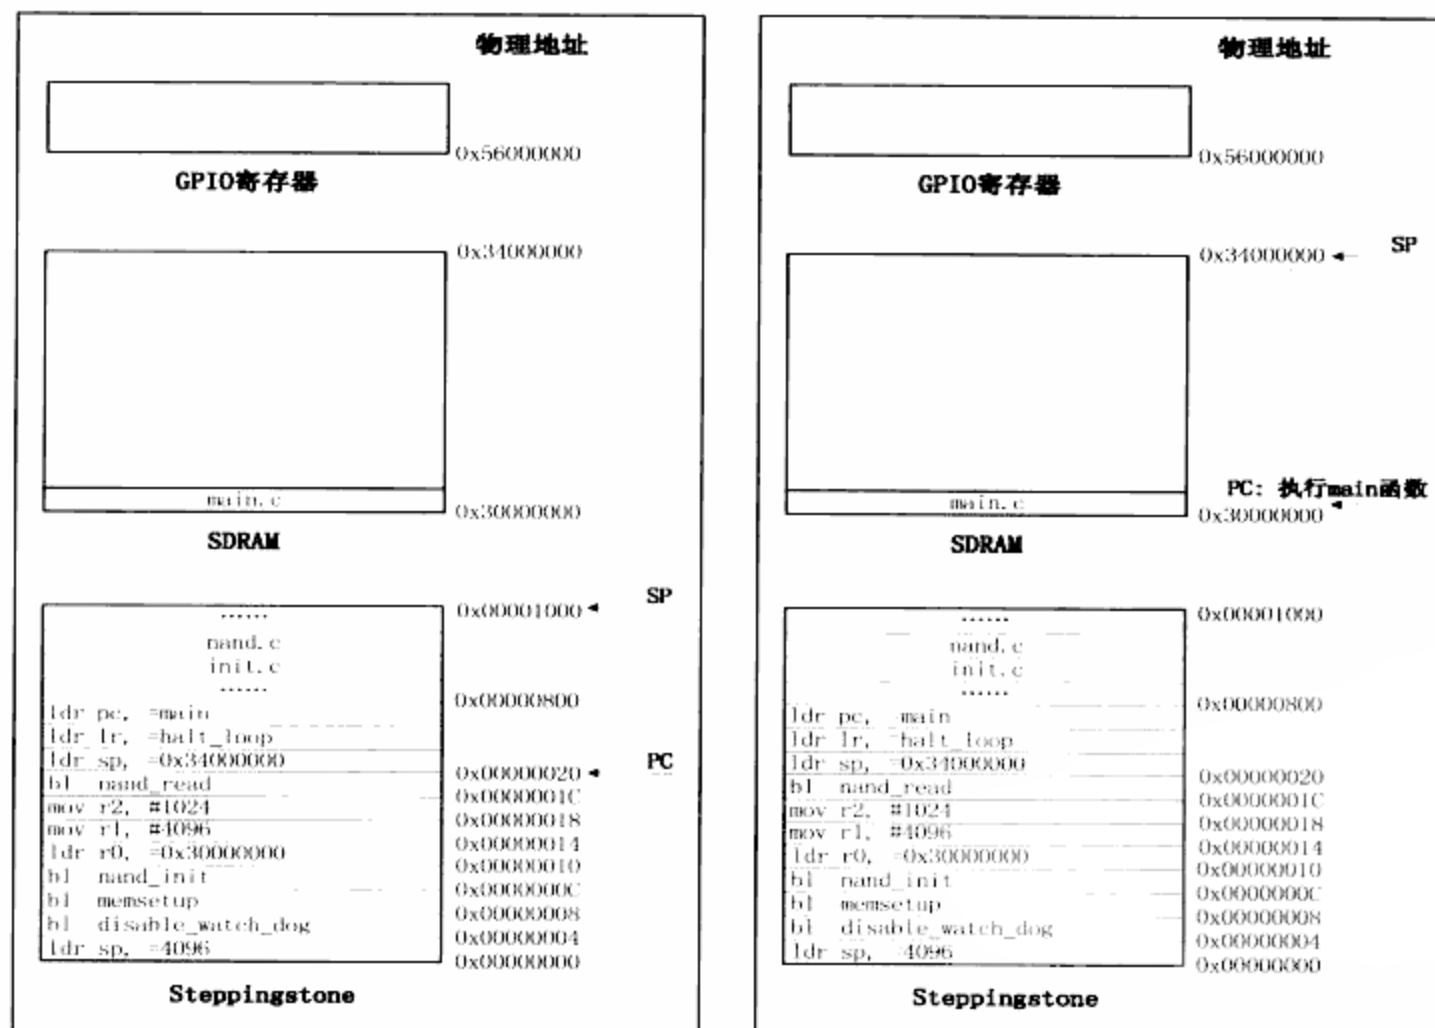 物理地址
0x56000000
GPIO寄存器
0x34000000
main.c
0x30000000
SDRAM
SP
0x00001000
......
nand.c
init.c
......
0x00000800
ldr pc, =main
ldr lr, =halt_loop
ldr sp, =0x34000000
PC
0x00000020
bl nand_read
0x0000001C
mov r2, #1024
0x00000018
mov r1, #4096
0x00000014
ldr r0, =0x30000000
0x00000010
bl nand_init
0x0000000C
bl memsetup
0x00000008
bl disable_watch_dog
0x00000004
ldr sp, =4096
0x00000000
Steppingstone
物理地址
0x56000000
GPIO寄存器
SP
0x34000000
PC: 执行main函数
main.c
0x30000000
SDRAM
0x00001000
......
nand.c
init.c
......
0x00000800
ldr pc, main
ldr lr, halt_loop
ldr sp, =0x34000000
0x00000020
bl nand_read
0x0000001C
mov r2, #1024
0x00000018
mov r1, #4096
0x00000014
ldr r0, =0x30000000
0x00000010
bl nand_init
0x0000000C
bl memsetup
0x00000008
bl disable_watch_dog
0x00000004
ldr sp, 4096
0x00000000
Steppingstone